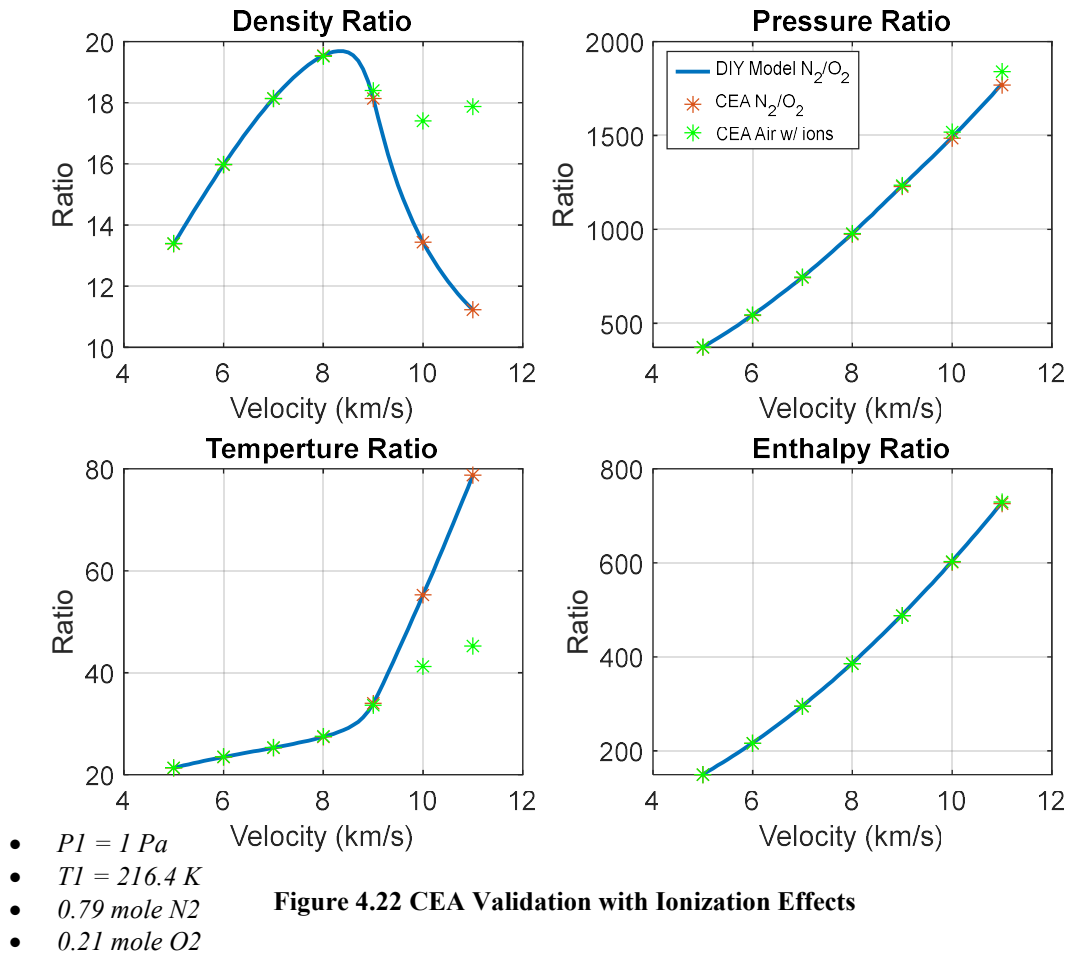 Density Ratio
20
18
16
14
12
10
Ratio
4 6 8 10 12
Velocity (km/s)
Pressure Ratio
2000
1500
1000
500
Ratio
DIY Model N2/O2
CEA N2/O2
CEA Air w/ ions
4 6 8 10 12
Velocity (km/s)
Temperture Ratio
80
60
40
20
Ratio
4 6 8 10 12
Velocity (km/s)
Enthalpy Ratio
800
600
400
200
Ratio
4 6 8 10 12
Velocity (km/s)
• P1 = 1 Pa
• T1 = 216.4 K
• 0.79 mole N2
• 0.21 mole O2
Figure 4.22 CEA Validation with Ionization Effects